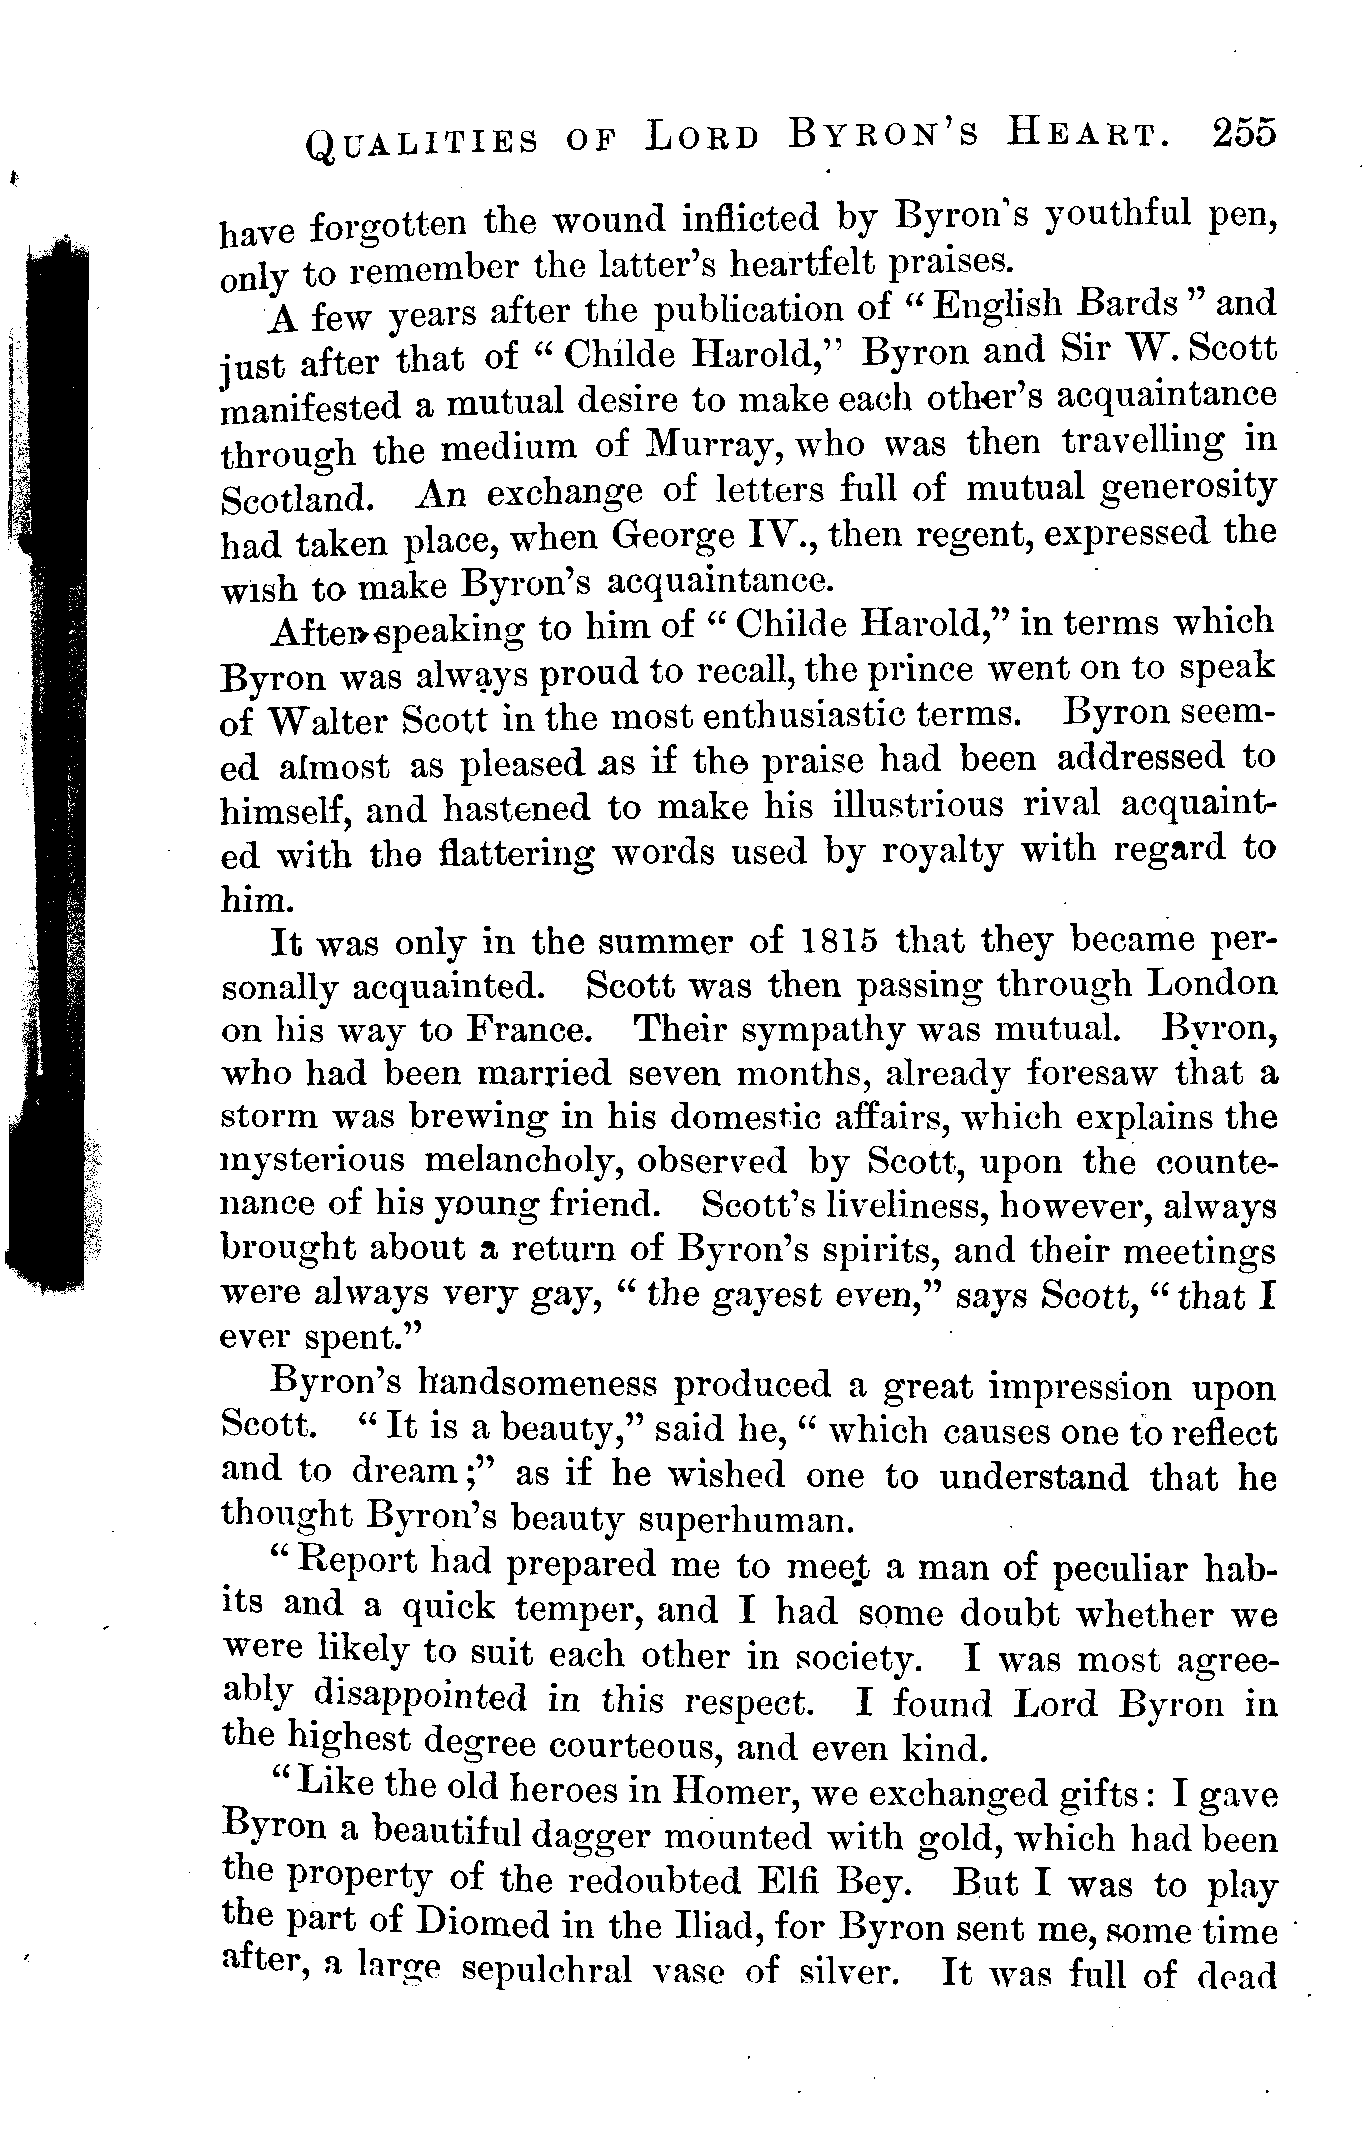 Qualities of Lord Byron's Heart. 255
have forgotten the wound inflicted by Byron's youthful pen,
only to remember the latter's heartfelt praises.
A few years after the publication of “English Bards” and
just after that of “Childe Harold,” Byron and Sir W. Scott
manifested a mutual desire to make each other's acquaintance
through the medium of Murray, who was then travelling in
Scotland. An exchange of letters full of mutual generosity
had taken place, when George IV., then regent, expressed the
wish to make Byron's acquaintance.
After speaking to him of “Childe Harold,” in terms which
Byron was always proud to recall, the prince went on to speak
of Walter Scott in the most enthusiastic terms. Byron seem-
ed almost as pleased as if the praise had been addressed to
himself, and hastened to make his illustrious rival acquaint-
ed with the flattering words used by royalty with regard to
him.
It was only in the summer of 1815 that they became per-
sonally acquainted. Scott was then passing through London
on his way to France. Their sympathy was mutual. Byron,
who had been married seven months, already foresaw that a
storm was brewing in his domestic affairs, which explains the
mysterious melancholy, observed by Scott, upon the counte-
nance of his young friend. Scott's liveliness, however, always
brought about a return of Byron's spirits, and their meetings
were always very gay, “the gayest even,” says Scott, “that I
ever spent.”
Byron's handsomeness produced a great impression upon
Scott. “It is a beauty,” said he, “which causes one to reflect
and to dream;” as if he wished one to understand that he
thought Byron's beauty superhuman.
“Report had prepared me to meet a man of peculiar hab-
its and a quick temper, and I had some doubt whether we
were likely to suit each other in society. I was most agree-
ably disappointed in this respect. I found Lord Byron in
the highest degree courteous, and even kind.
“Like the old heroes in Homer, we exchanged gifts: I gave
Byron a beautiful dagger mounted with gold, which had been
the property of the redoubted Elfi Bey. But I was to play
the part of Diomed in the Iliad, for Byron sent me, some time
after, a large sepulchral vase of silver. It was full of dead